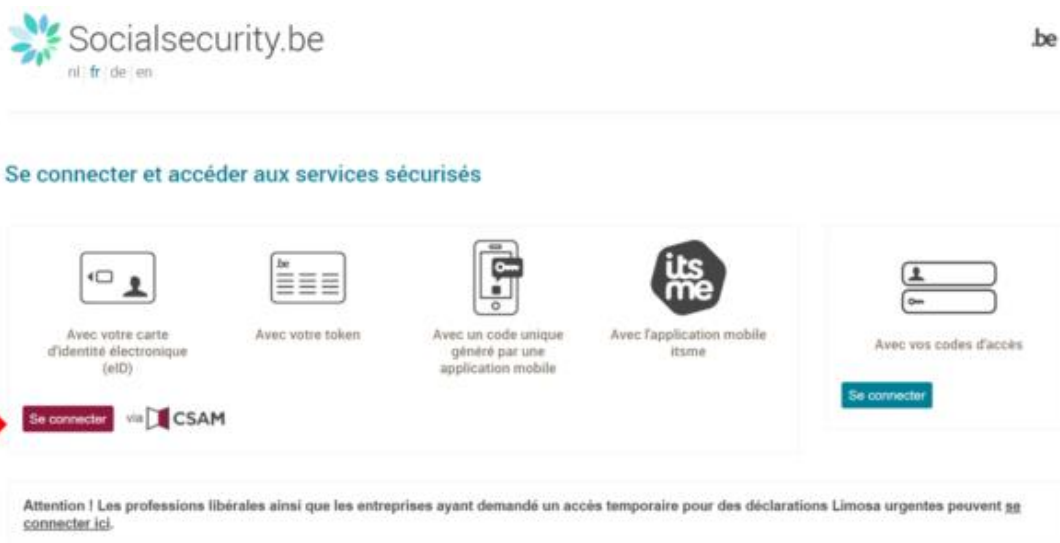 Socialsecurity.be
.be
nl | fr | de | en
Se connecter et accéder aux services sécurisés
.be
its
me
Avec votre carte
d'identité électronique
(eID)
Avec votre token
Avec un code unique
généré par une
application mobile
Avec l'application mobile
itsme
Avec vos codes d'accès
Se connecter
Se connecter via CSAM
Attention ! Les professions libérales ainsi que les entreprises ayant demandé un accès temporaire pour des déclarations Limosa urgentes peuvent se
connecter ici.